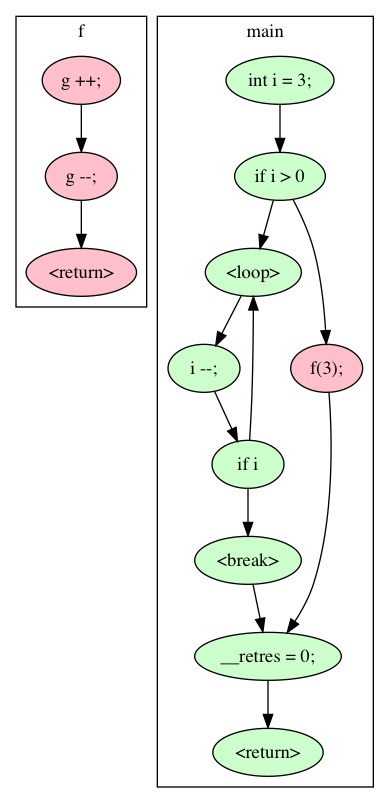 f
g ++;
g --;
<return>
main
int i = 3;
if i > 0
<loop>
i --;
f(3);
if i
<break>
__retres = 0;
<return>